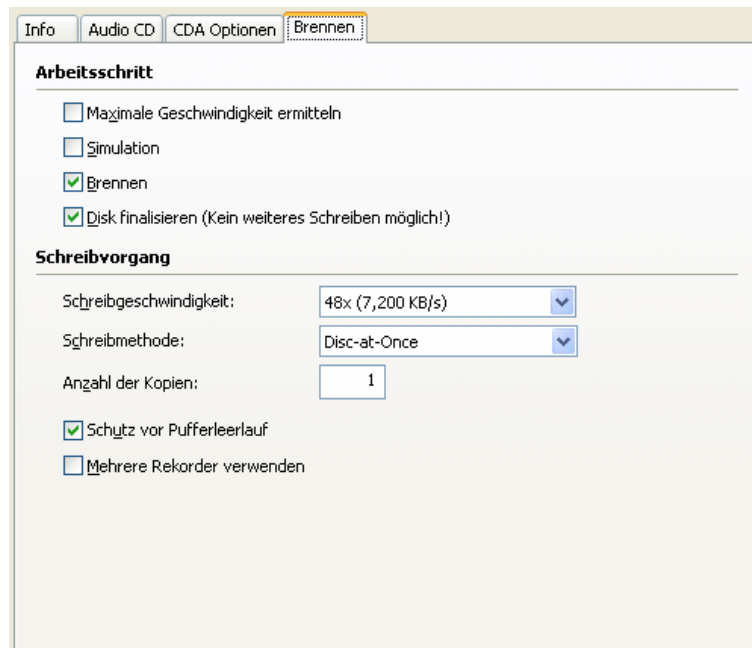 Info Audio CD CDA Optionen Brennen
Arbeitsschritt
Maximale Geschwindigkeit ermitteln
Simulation
Brennen
Disk finalisieren (Kein weiteres Schreiben möglich!)
Schreibvorgang
Schreibgeschwindigkeit: 48x (7,200 KB/s)
Schreibmethode: Disc-at-Once
Anzahl der Kopien: 1
Schutz vor Pufferleerlauf
Mehrere Rekorder verwenden